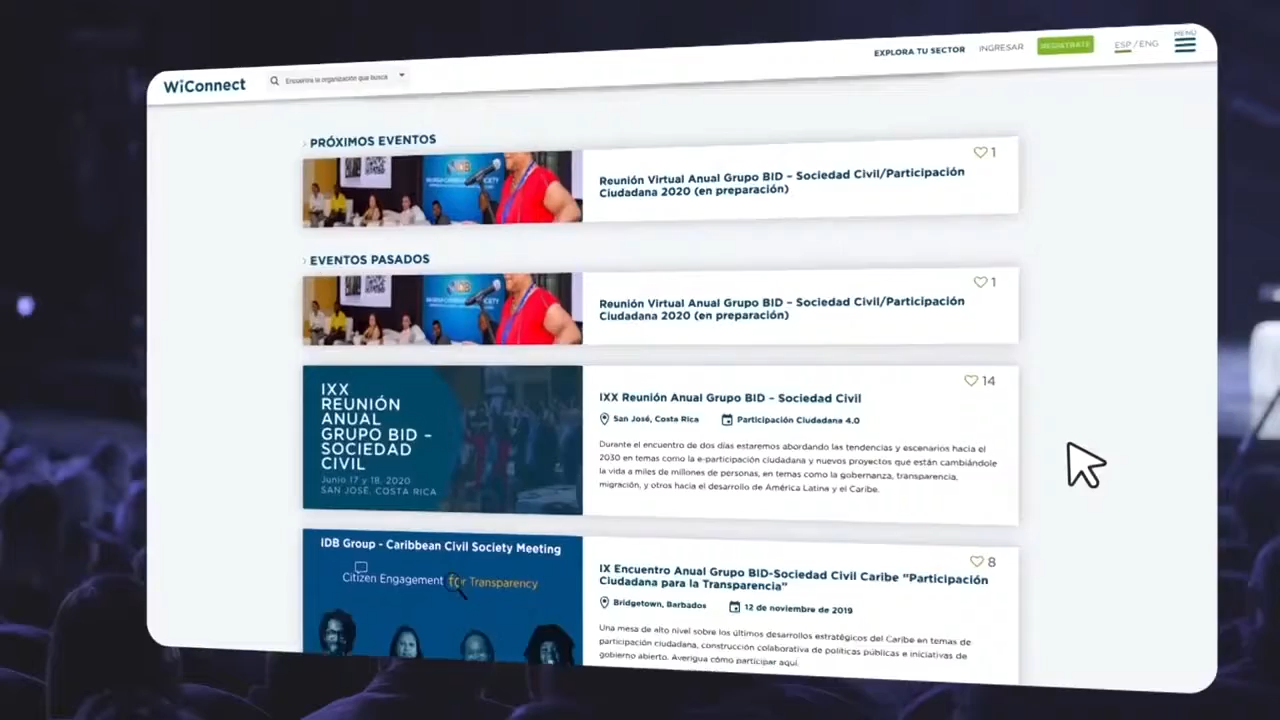 WiConnect
Encuentra la organización que busca
EXPLORA TU SECTOR
INGRESAR
REGÍSTRATE
ESP / ENG
MENÚ
PRÓXIMOS EVENTOS
1
Reunión Virtual Anual Grupo BID – Sociedad Civil/Participación
Ciudadana 2020 (en preparación)
EVENTOS PASADOS
1
Reunión Virtual Anual Grupo BID – Sociedad Civil/Participación
Ciudadana 2020 (en preparación)
IXX
REUNIÓN
ANUAL
GRUPO BID –
SOCIEDAD
CIVIL
Junio 17 y 18, 2020
SAN JOSÉ, COSTA RICA
14
IXX Reunión Anual Grupo BID – Sociedad Civil
San José, Costa Rica
Participación Ciudadana 4.0
Durante el encuentro de dos días estaremos abordando las tendencias y escenarios hacia el
2030 en temas como la e-participación ciudadana y nuevos proyectos que están cambiándole
la vida a miles de millones de personas, en temas como la gobernanza, transparencia,
migración, y otros hacia el desarrollo de América Latina y el Caribe.
IDB Group - Caribbean Civil Society Meeting
Citizen Engagement for Transparency
8
IX Encuentro Anual Grupo BID-Sociedad Civil Caribe "Participación
Ciudadana para la Transparencia"
Bridgetown, Barbados
12 de noviembre de 2019
Una mesa de alto nivel sobre los últimos desarrollos estratégicos del Caribe en temas de
participación ciudadana, construcción colaborativa de políticas públicas e iniciativas de
gobierno abierto. Averigua cómo participar aquí.